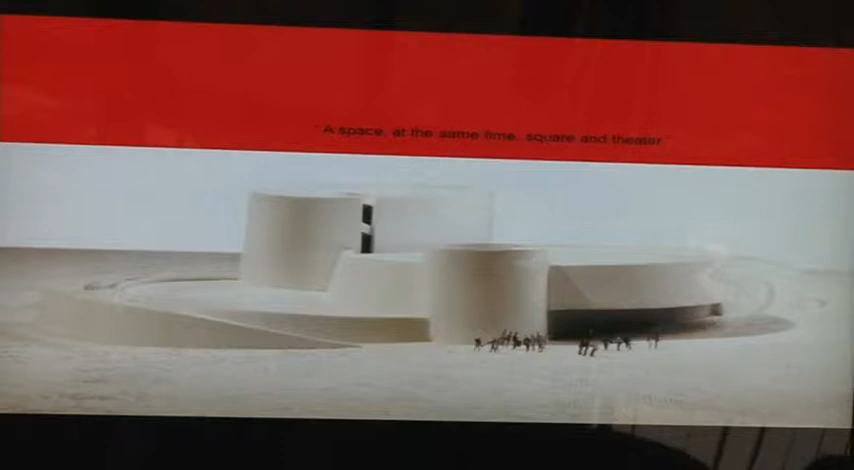 " A space, at the same time, square and theater "